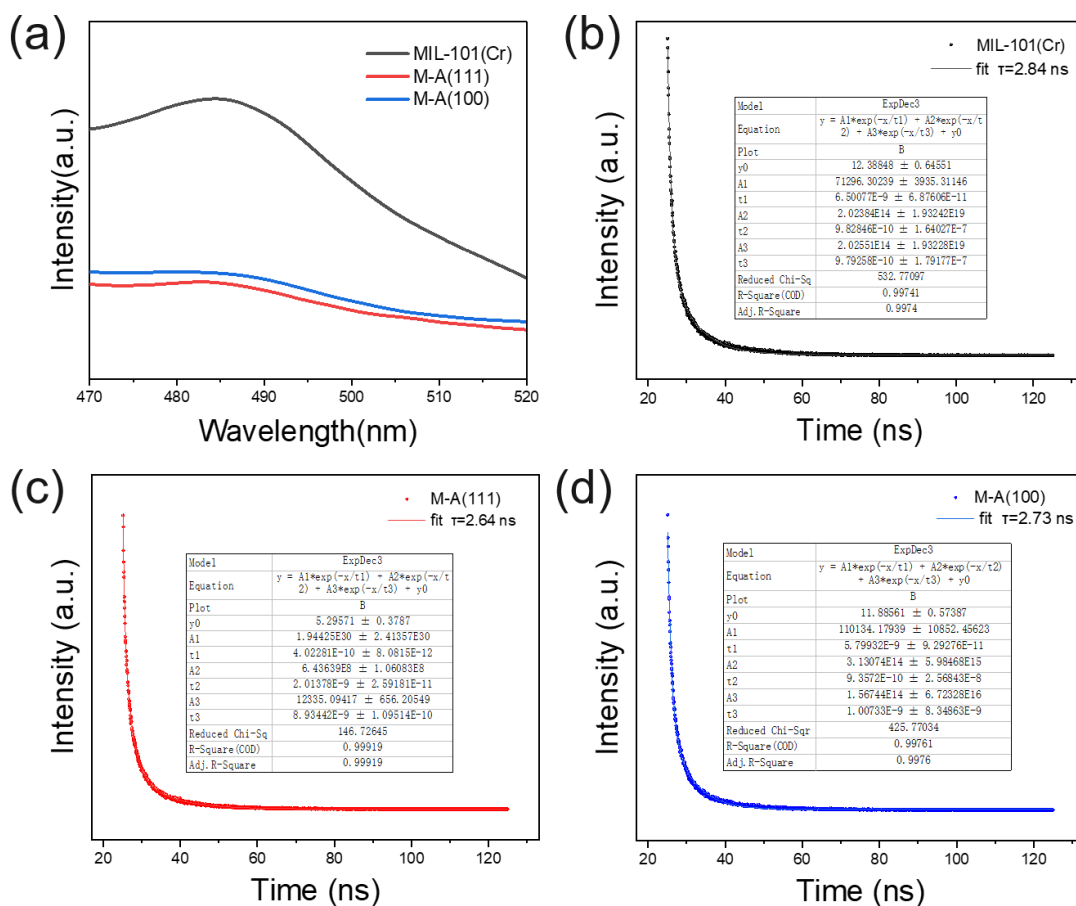 (a)
MIL-101(Cr)
M-A(111)
M-A(100)
Intensity(a.u.)
470 480 490 500 510 520
Wavelength(nm)
(b)
MIL-101(Cr)
fit τ=2.84 ns
Model ExpDec3
Equation y = A1*exp(-x/t1) + A2*exp(-x/t
2) + A3*exp(-x/t3) + y0
Plot B
y0 12.38848 ± 0.64551
A1 71296.30239 ± 3935.31146
t1 6.50077E-9 ± 6.87606E-11
A2 2.02384E14 ± 1.93242E19
t2 9.82846E-10 ± 1.64027E-7
A3 2.02551E14 ± 1.93228E19
t3 9.79258E-10 ± 1.79177E-7
Reduced Chi-Sq 532.77097
R-Square(COD) 0.99741
Adj.R-Square 0.9974
Intensity (a.u.)
20 40 60 80 100 120
Time (ns)
(c)
M-A(111)
fit τ=2.64 ns
Model ExpDec3
Equation y = A1*exp(-x/t1) + A2*exp(-x/t
2) + A3*exp(-x/t3) + y0
Plot B
y0 5.29571 ± 0.3787
A1 1.94425E30 ± 2.41357E30
t1 4.02281E-10 ± 8.0815E-12
A2 6.43639E8 ± 1.06083E8
t2 2.01378E-9 ± 2.59181E-11
A3 12335.09417 ± 656.20549
t3 8.93442E-9 ± 1.09514E-10
Reduced Chi-Sq 146.72645
R-Square(COD) 0.99919
Adj.R-Square 0.99919
Intensity (a.u.)
20 40 60 80 100 120
Time (ns)
(d)
M-A(100)
fit τ=2.73 ns
Model ExpDec3
Equation y = A1*exp(-x/t1) + A2*exp(-x/t2)
+ A3*exp(-x/t3) + y0
Plot B
y0 11.88561 ± 0.57387
A1 110134.17939 ± 10852.45623
t1 5.79932E-9 ± 9.29276E-11
A2 3.13074E14 ± 5.98468E15
t2 9.3572E-10 ± 2.56843E-8
A3 1.56744E14 ± 6.72328E16
t3 1.00733E-9 ± 8.34863E-9
Reduced Chi-Sqr 425.77034
R-Square(COD) 0.99761
Adj.R-Square 0.9976
Intensity (a.u.)
20 40 60 80 100 120
Time (ns)